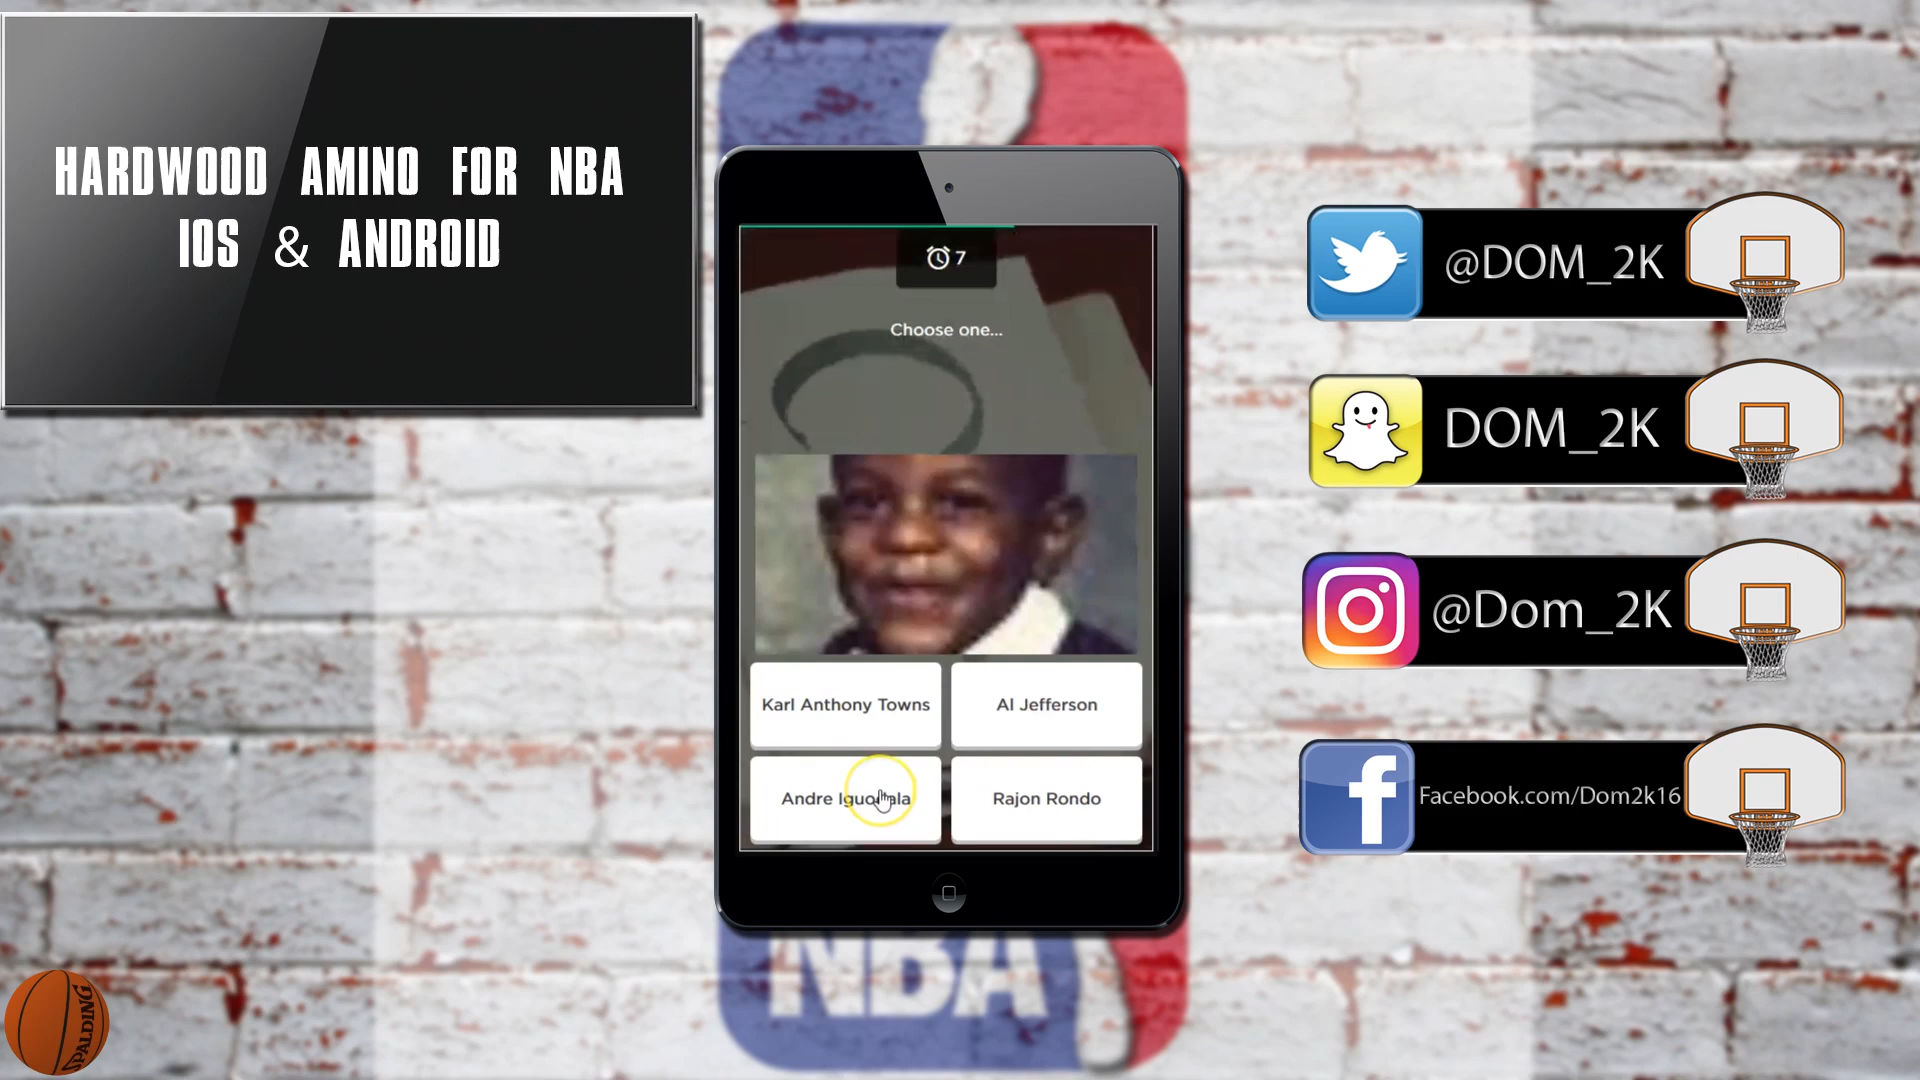 HARDWOOD AMINO FOR NBA
IOS & ANDROID
7
Choose one...
Karl Anthony Towns
Al Jefferson
Andre Iguodala
Rajon Rondo
@DOM_2K
DOM_2K
@Dom_2K
Facebook.com/Dom2k16
NBA
SPALDING